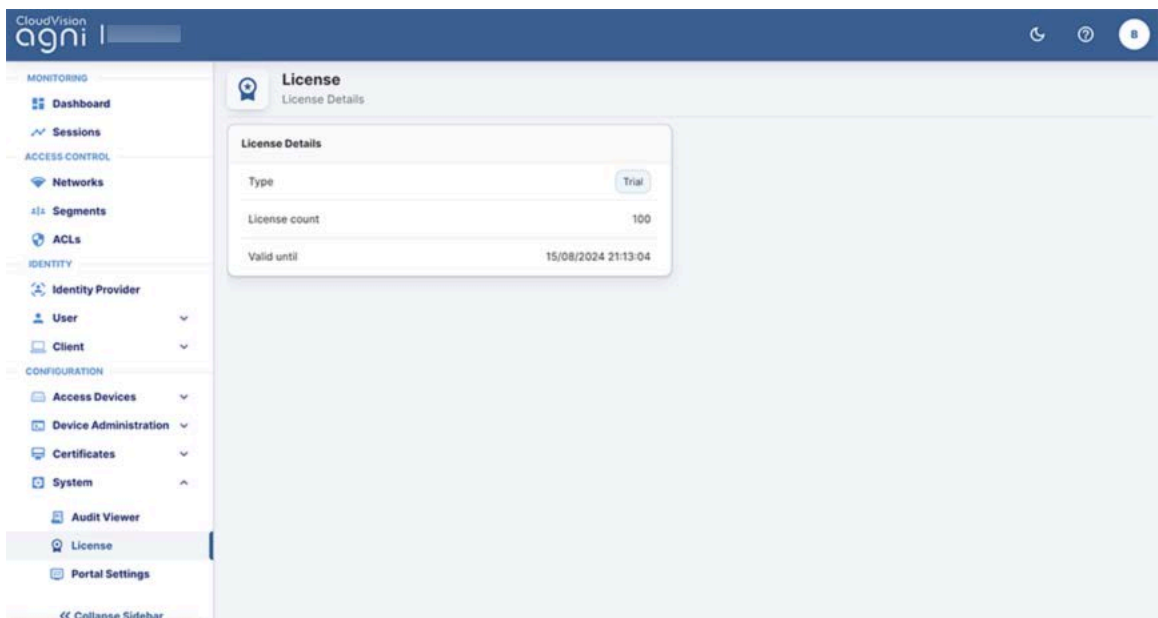 CloudVision
agni |
B
MONITORING
Dashboard
Sessions
ACCESS CONTROL
Networks
Segments
ACLs
IDENTITY
Identity Provider
User
Client
CONFIGURATION
Access Devices
Device Administration
Certificates
System
Audit Viewer
License
Portal Settings
Collapse Sidebar
License
License Details
License Details
Type Trial
License count 100
Valid until 15/08/2024 21:13:04